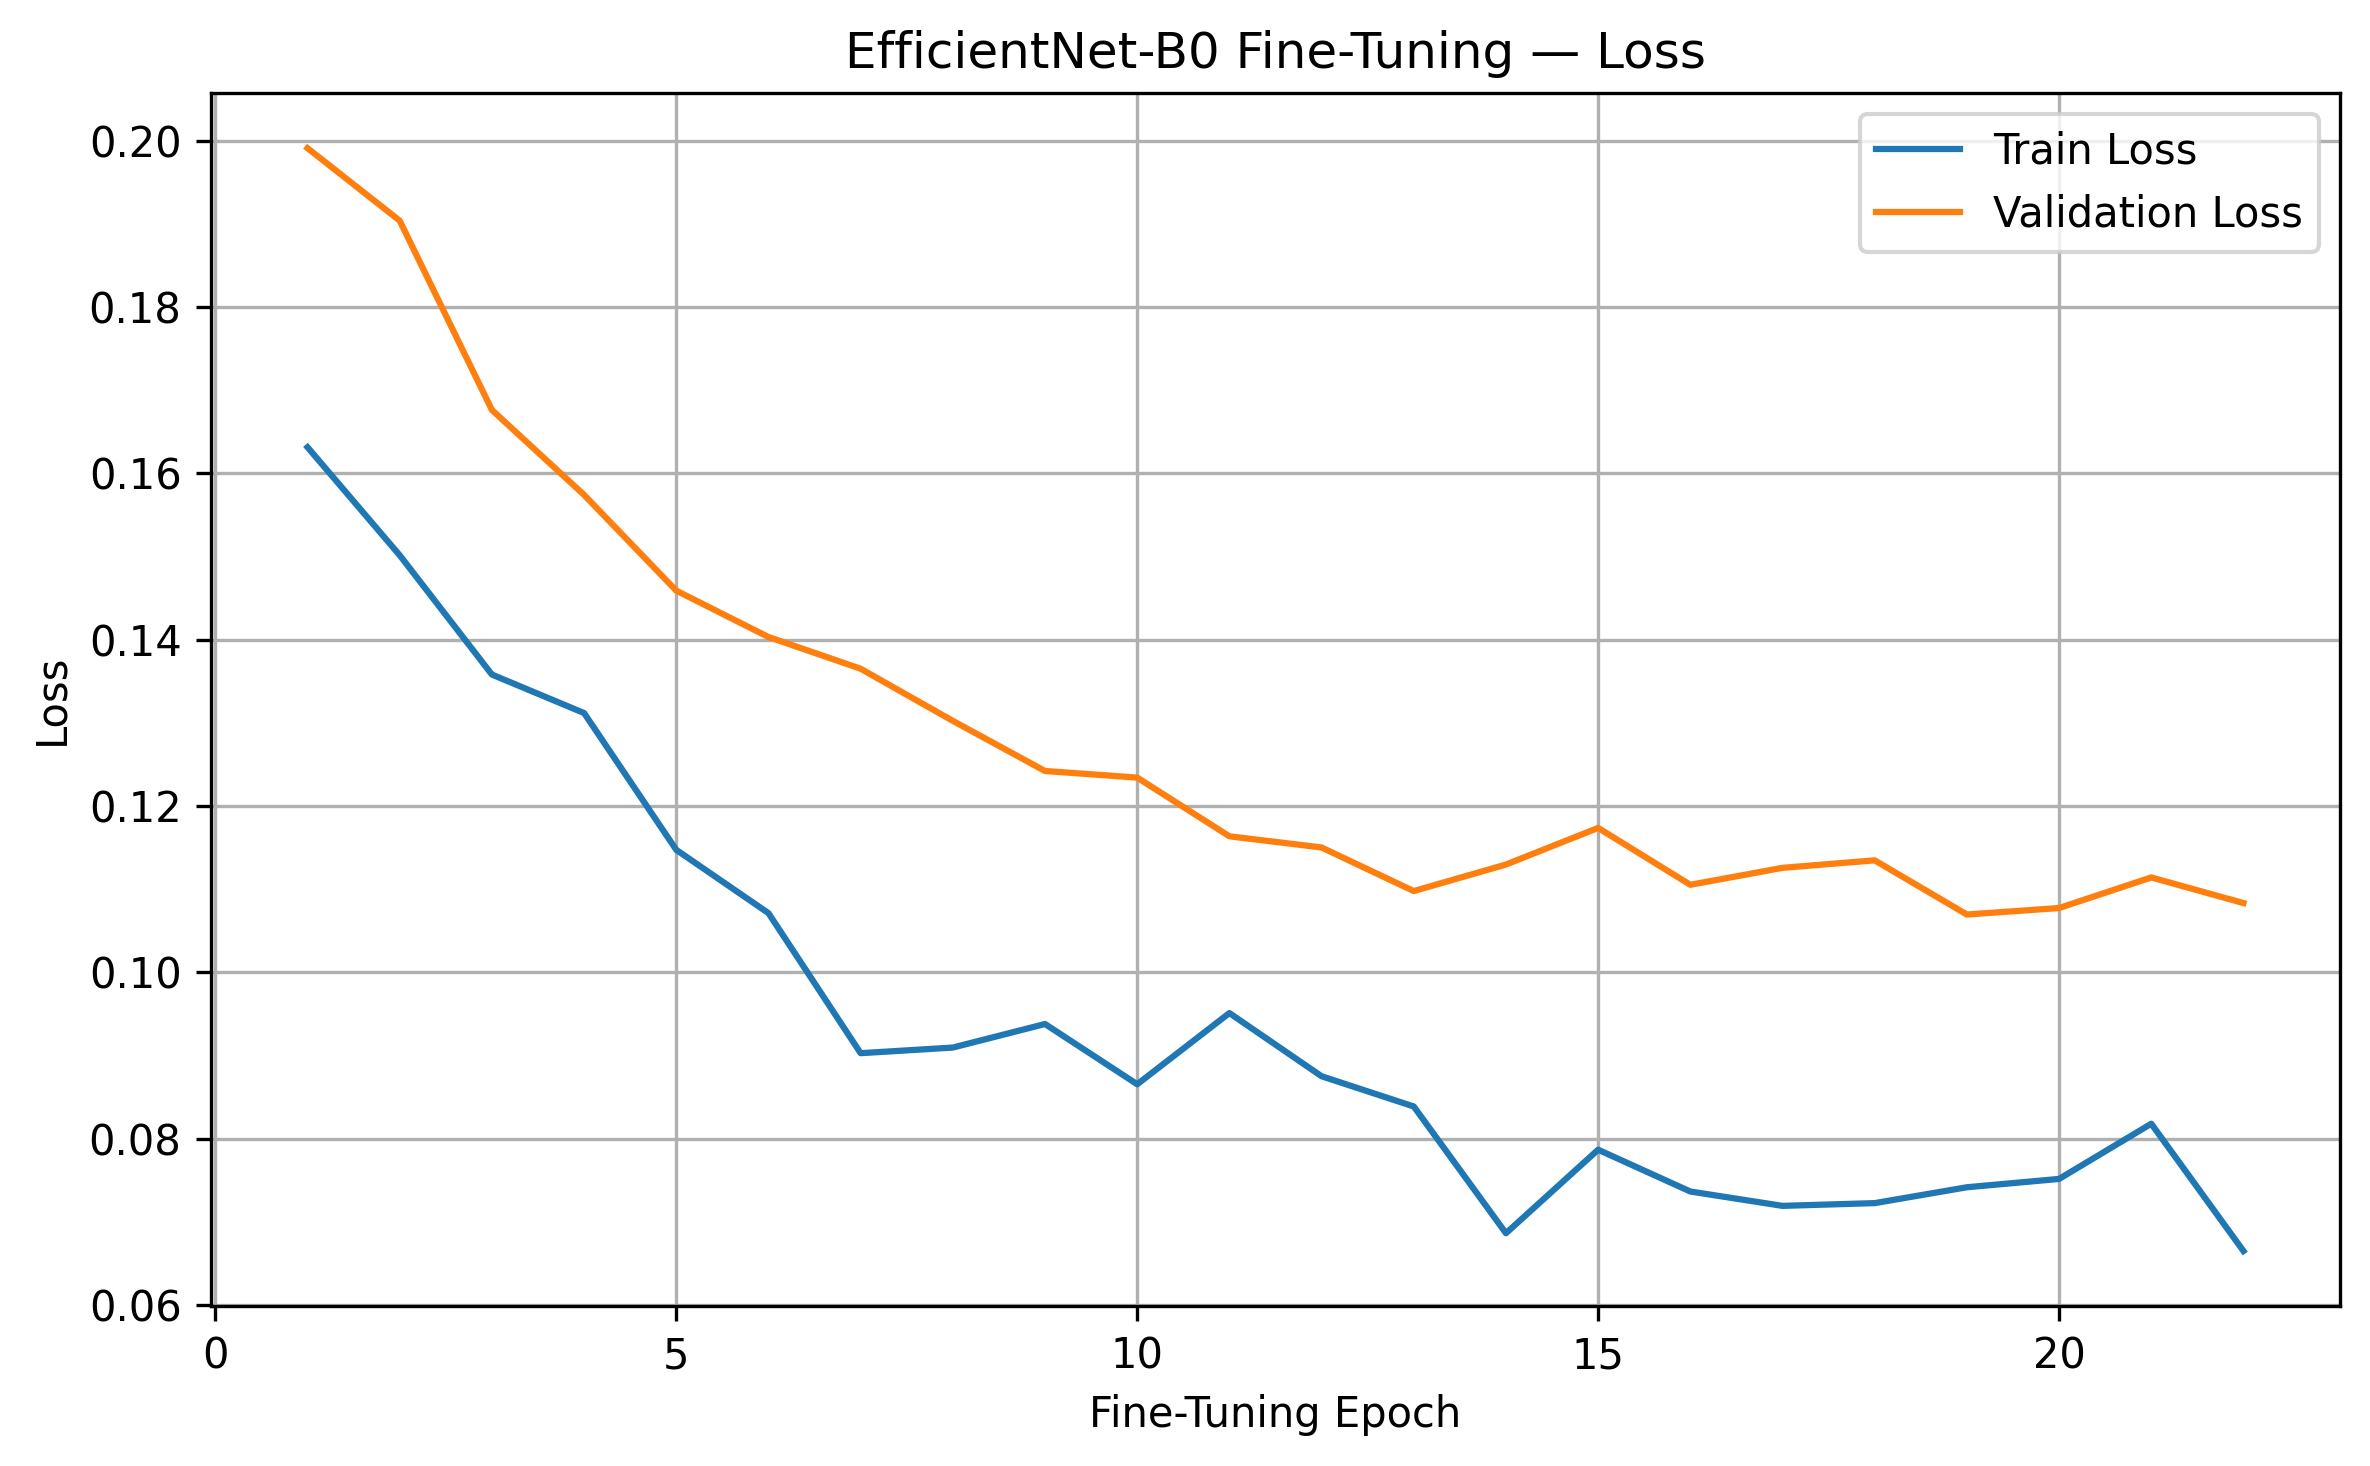 EfficientNet-B0 Fine-Tuning — Loss
Train Loss
Validation Loss
0.20
0.18
0.16
0.14
0.12
0.10
0.08
0.06
Loss
0
5
10
15
20
Fine-Tuning Epoch